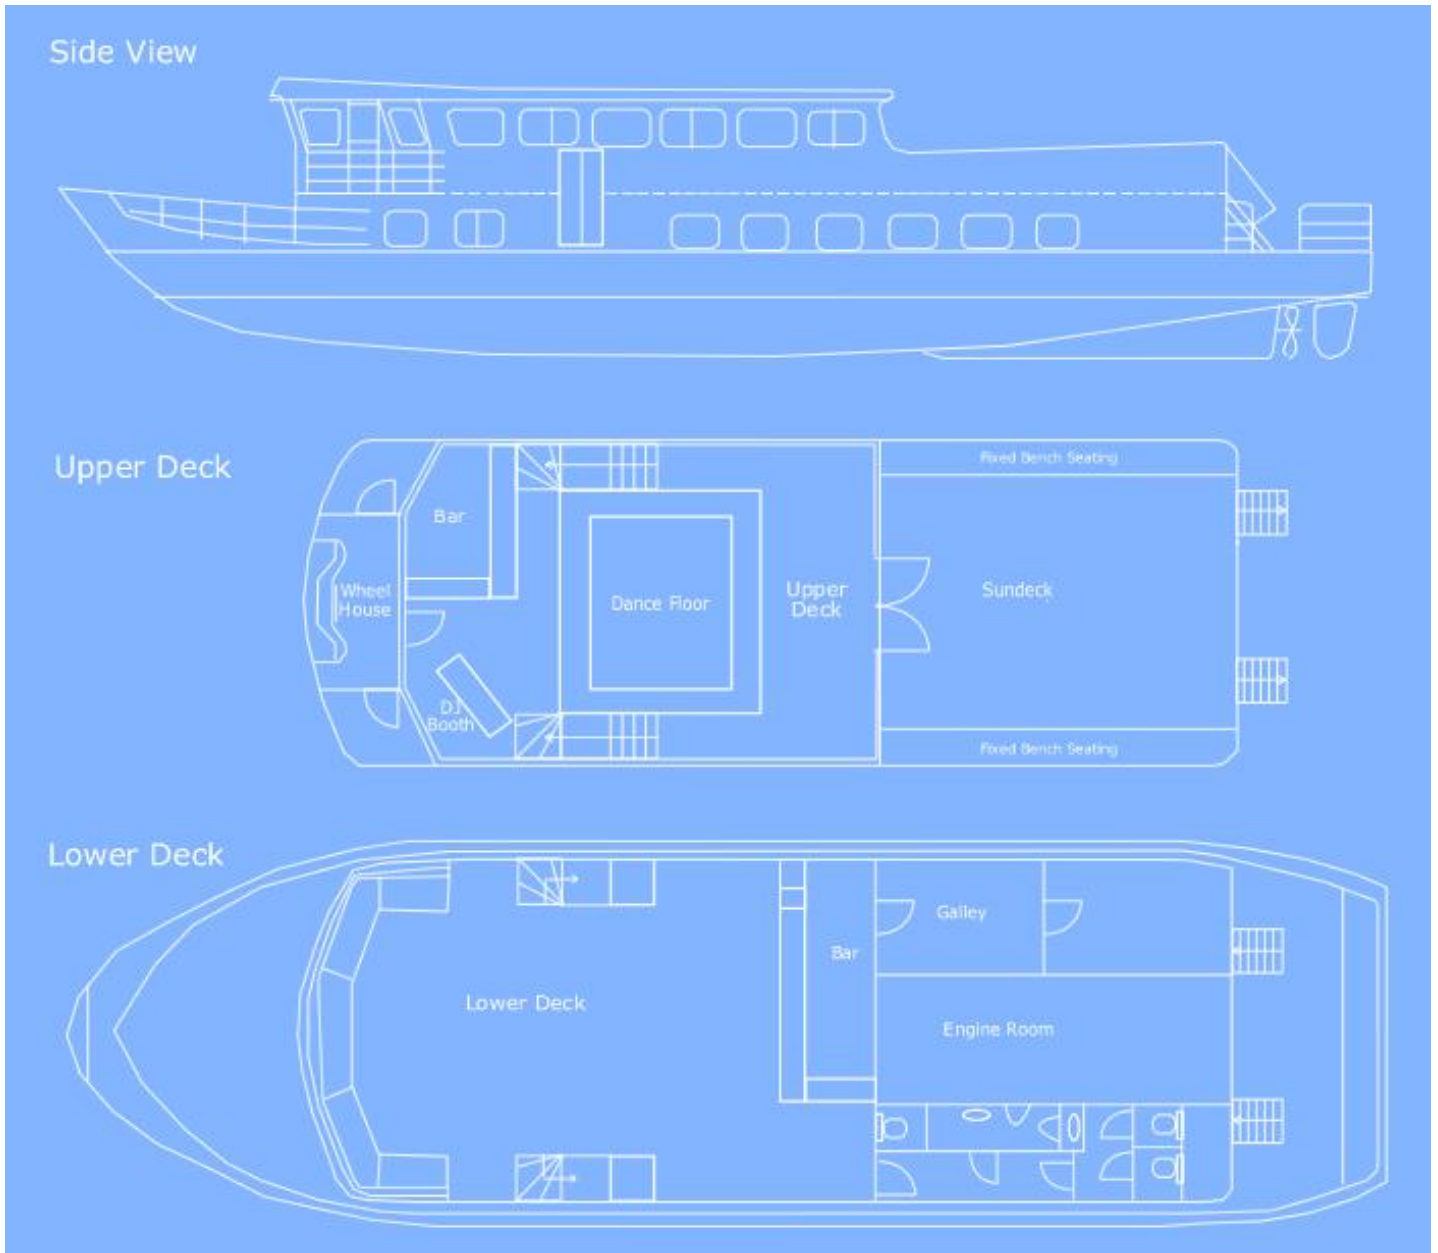 Side View
Upper Deck
Fixed Bench Seating
Bar
Wheel
House
Dance Floor
Upper
Deck
Sundeck
DJ
Booth
Fixed Bench Seating
Lower Deck
Galley
Bar
Lower Deck
Engine Room